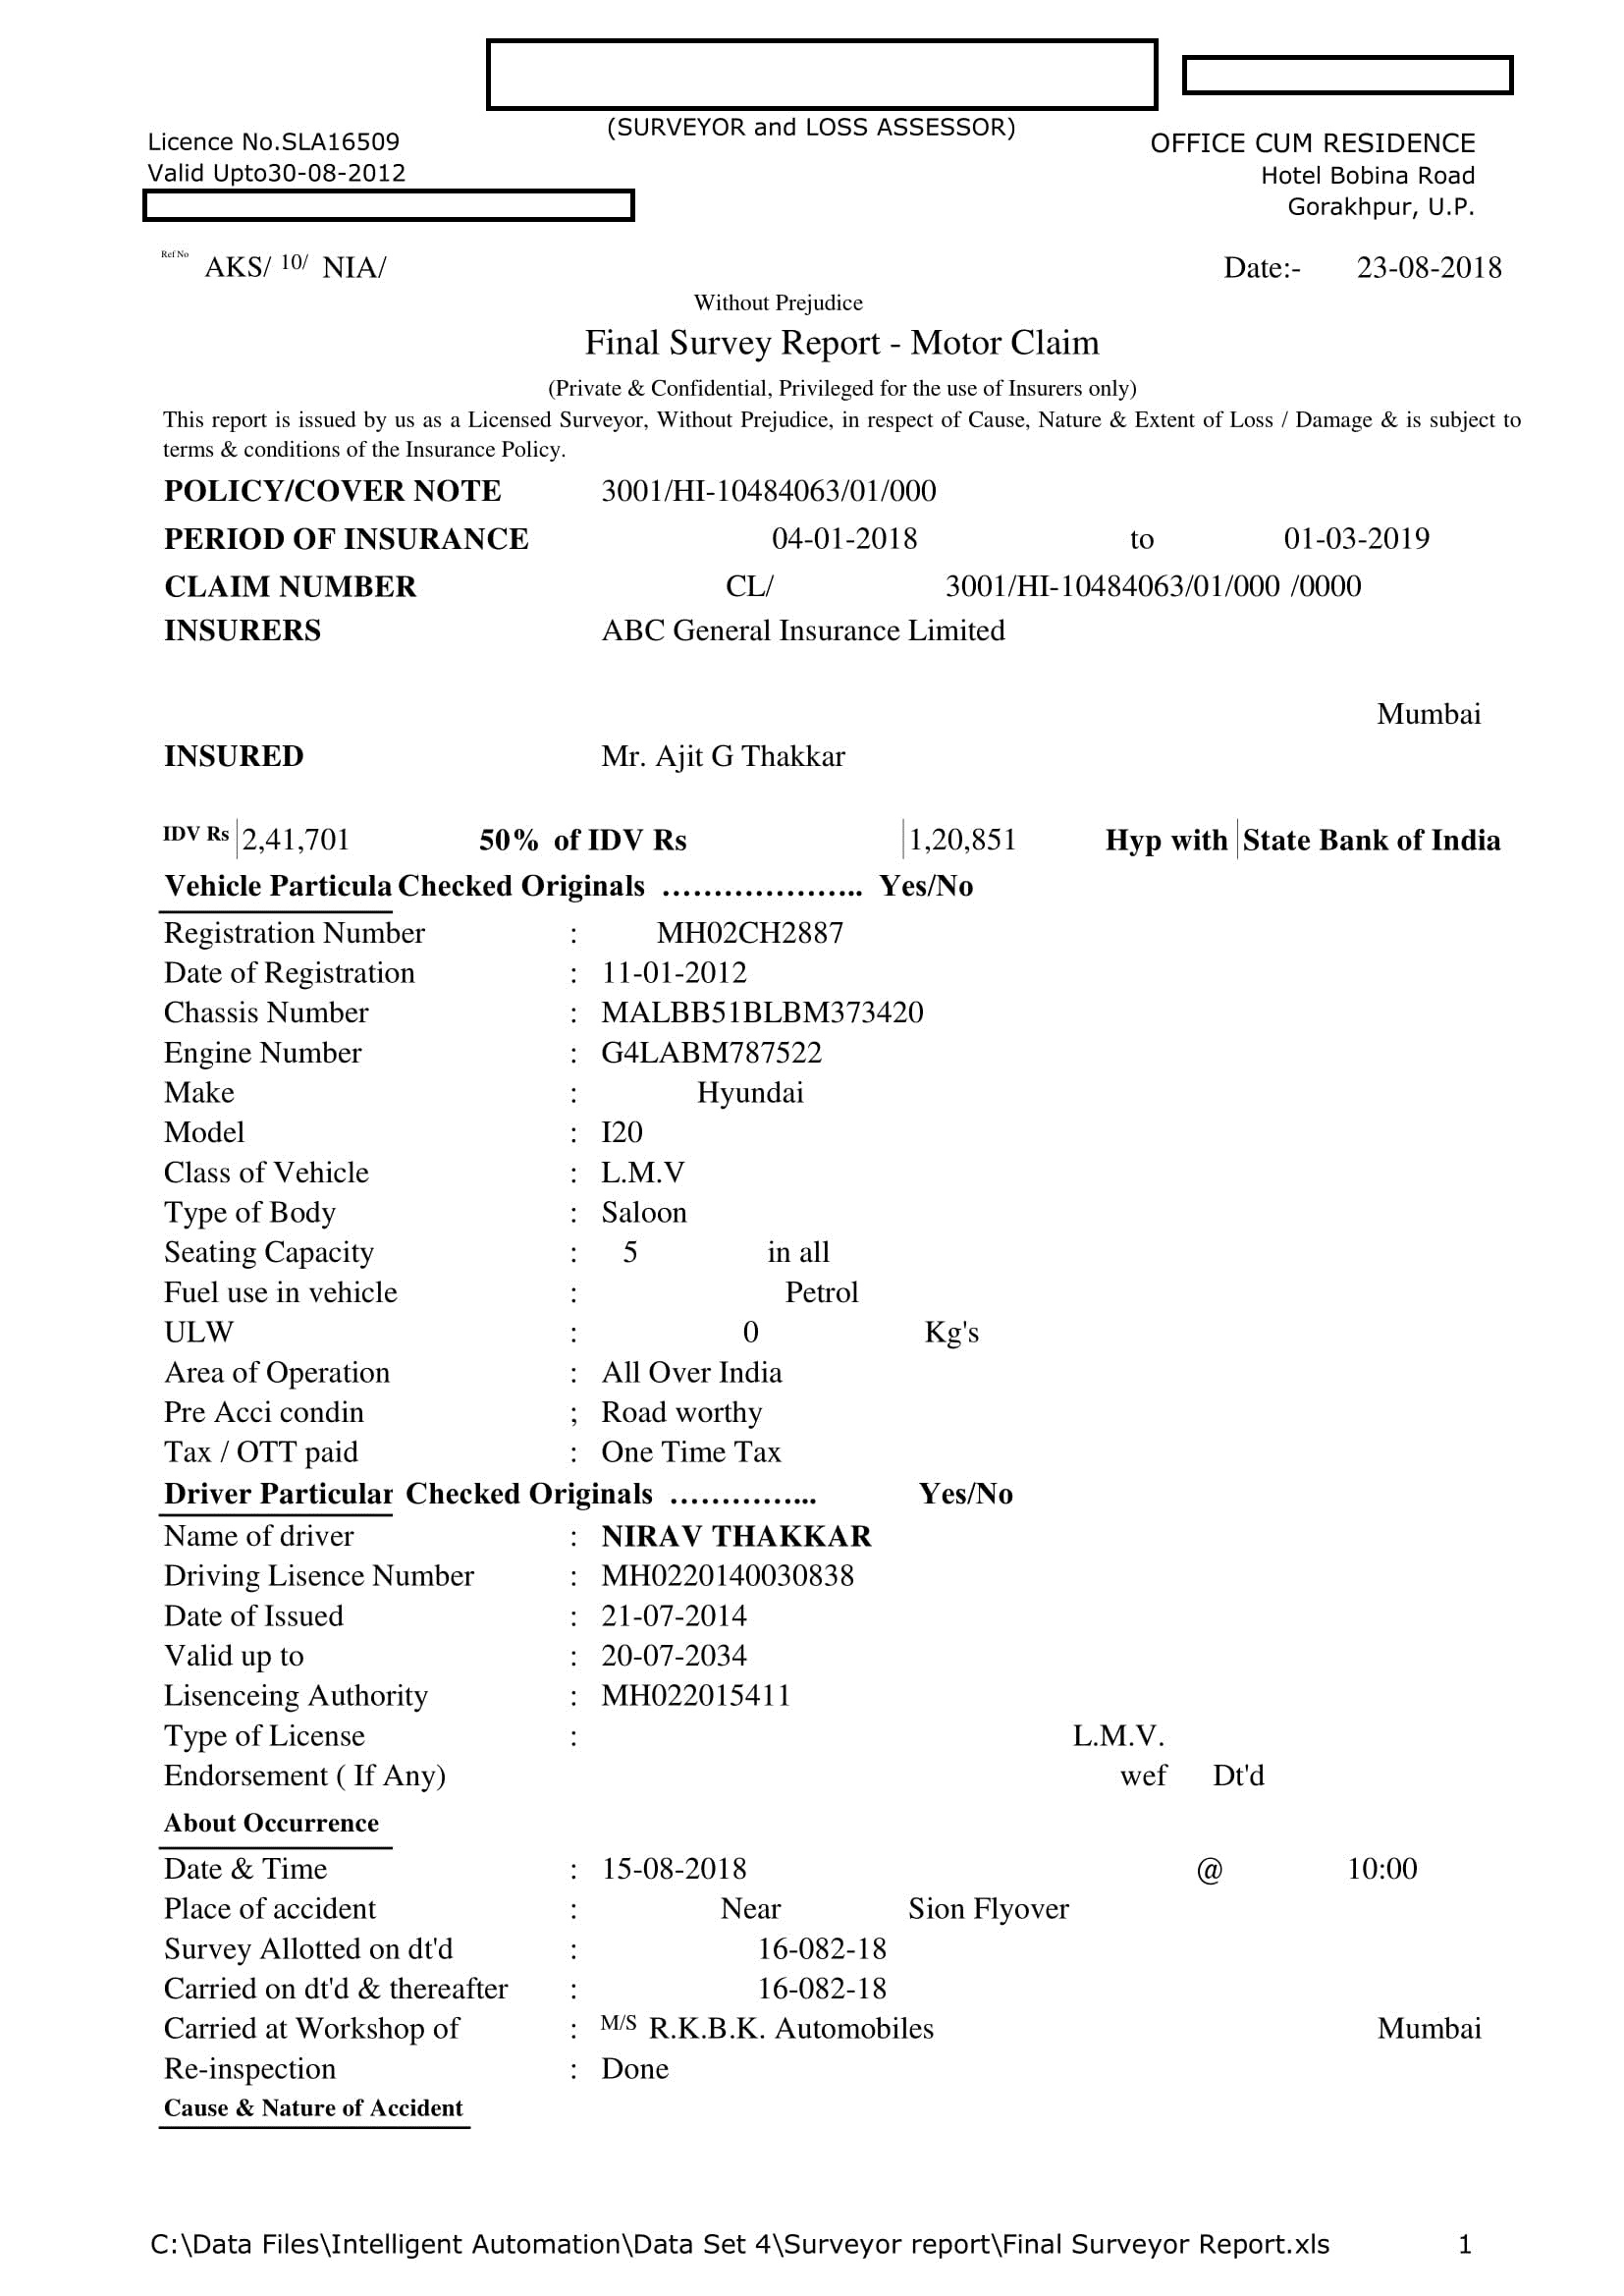 (SURVEYOR and LOSS ASSESSOR)
Licence No.SLA16509
Valid Upto30-08-2012
OFFICE CUM RESIDENCE
Hotel Bobina Road
Gorakhpur, U.P.
Ref No AKS/ 10/ NIA/ Date:- 23-08-2018
Without Prejudice
Final Survey Report - Motor Claim
(Private & Confidential, Privileged for the use of Insurers only)
This report is issued by us as a Licensed Surveyor, Without Prejudice, in respect of Cause, Nature & Extent of Loss / Damage & is subject to
terms & conditions of the Insurance Policy.
POLICY/COVER NOTE 3001/HI-10484063/01/000
PERIOD OF INSURANCE 04-01-2018 to 01-03-2019
CLAIM NUMBER CL/ 3001/HI-10484063/01/000 /0000
INSURERS ABC General Insurance Limited
Mumbai
INSURED Mr. Ajit G Thakkar
IDV Rs 2,41,701 50% of IDV Rs 1,20,851 Hyp with State Bank of India
Vehicle Particula Checked Originals ……………….. Yes/No
Registration Number : MH02CH2887
Date of Registration : 11-01-2012
Chassis Number : MALBB51BLBM373420
Engine Number : G4LABM787522
Make : Hyundai
Model : I20
Class of Vehicle : L.M.V
Type of Body : Saloon
Seating Capacity : 5 in all
Fuel use in vehicle : Petrol
ULW : 0 Kg's
Area of Operation : All Over India
Pre Acci condin ; Road worthy
Tax / OTT paid : One Time Tax
Driver Particular Checked Originals ………….. Yes/No
Name of driver : NIRAV THAKKAR
Driving Lisence Number : MH0220140030838
Date of Issued : 21-07-2014
Valid up to : 20-07-2034
Lisenceing Authority : MH022015411
Type of License : L.M.V.
Endorsement ( If Any) wef Dt'd
About Occurrence
Date & Time : 15-08-2018 @ 10:00
Place of accident : Near Sion Flyover
Survey Allotted on dt'd : 16-082-18
Carried on dt'd & thereafter : 16-082-18
Carried at Workshop of : M/S R.K.B.K. Automobiles Mumbai
Re-inspection : Done
Cause & Nature of Accident
C:\Data Files\Intelligent Automation\Data Set 4\Surveyor report\Final Surveyor Report.xls 1